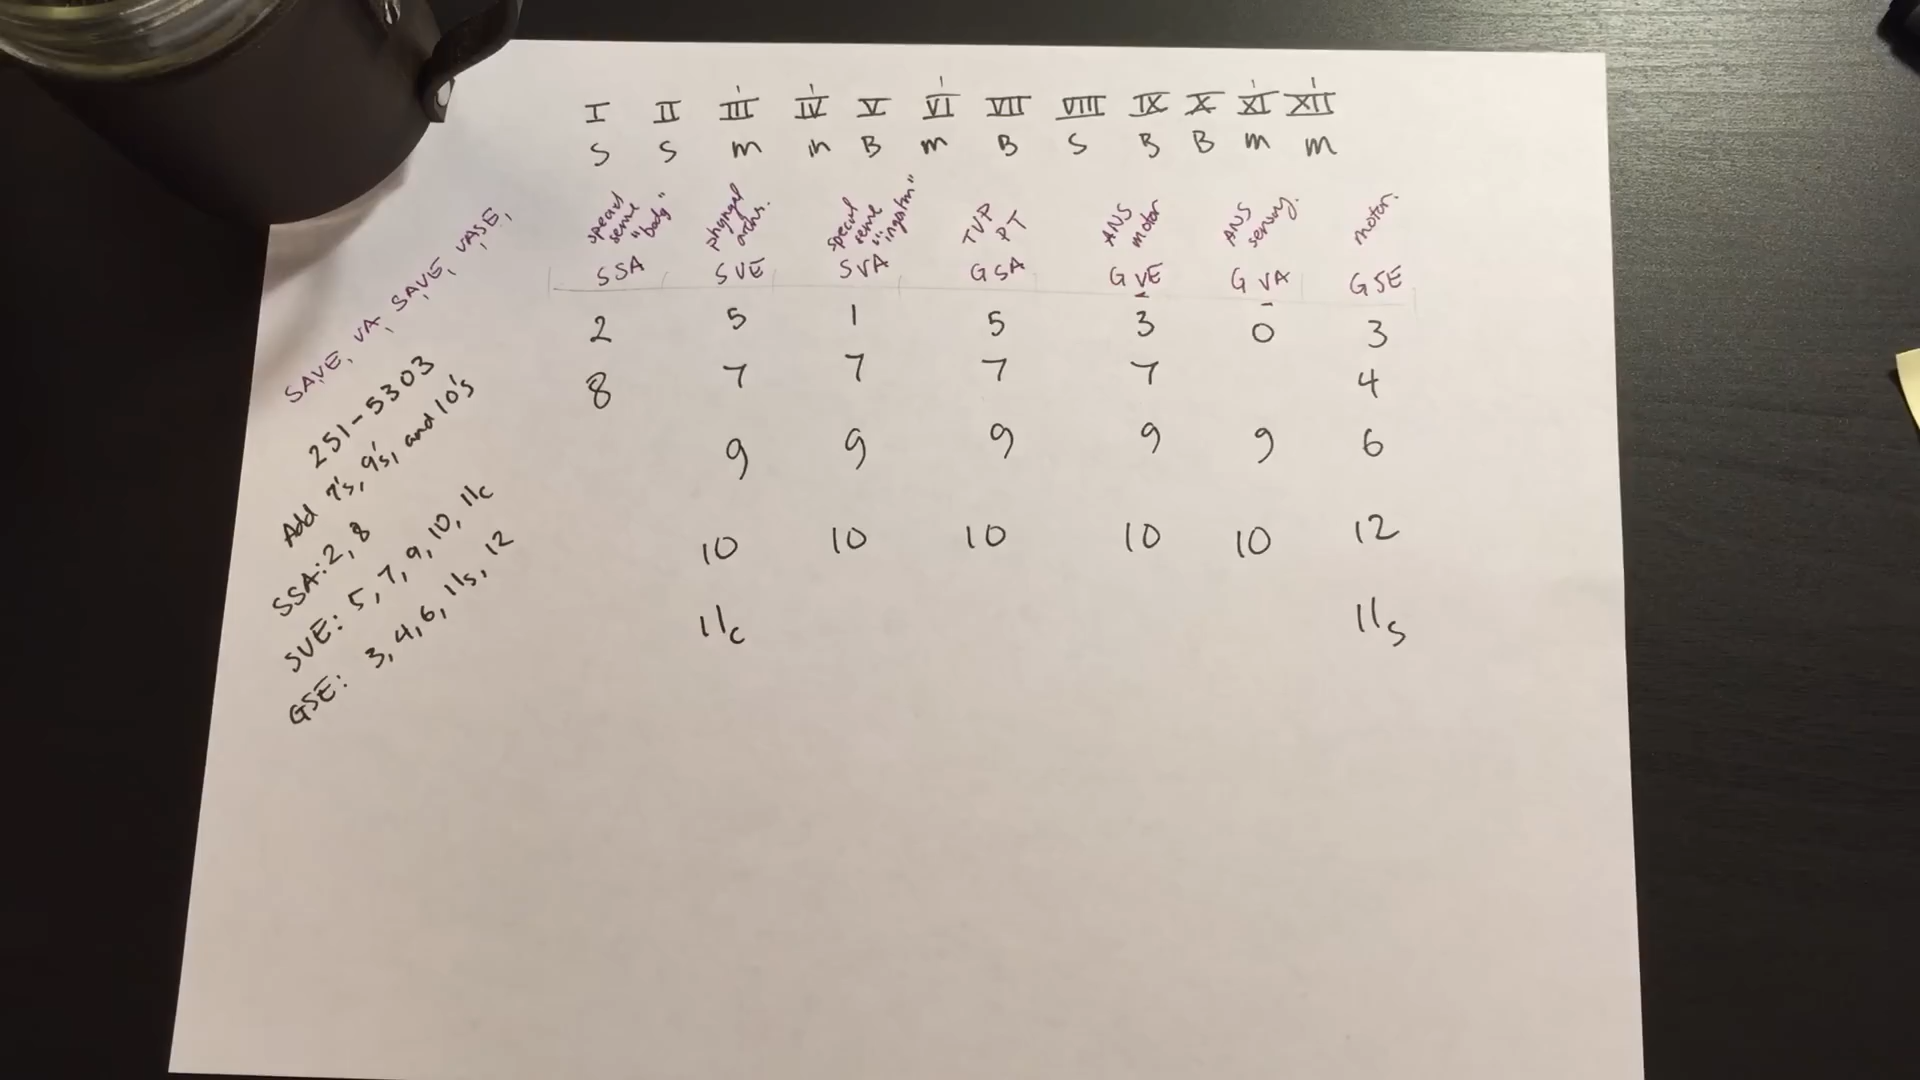 I II III IV V VI VII VIII IX X XI XII
S S m m B m B S B B m m
special sense "body"
pharyngeal archs.
special sense "ingestion"
TVP PT
ANS motor
ANS sensory.
motor.
SSA SVE SVA GSA GVE GVA GSE
2 5 1 5 3 0 3
8 7 7 7 7 4
9 9 9 9 9 6
10 10 10 10 10 12
11c 11s
SAVE, VA, SAVE, VASE,
251-5303
Add 7's, 9's, and 10's
SSA: 2, 8
SVE: 5, 7, 9, 10, 11c
GSE: 3, 4, 6, 11s, 12